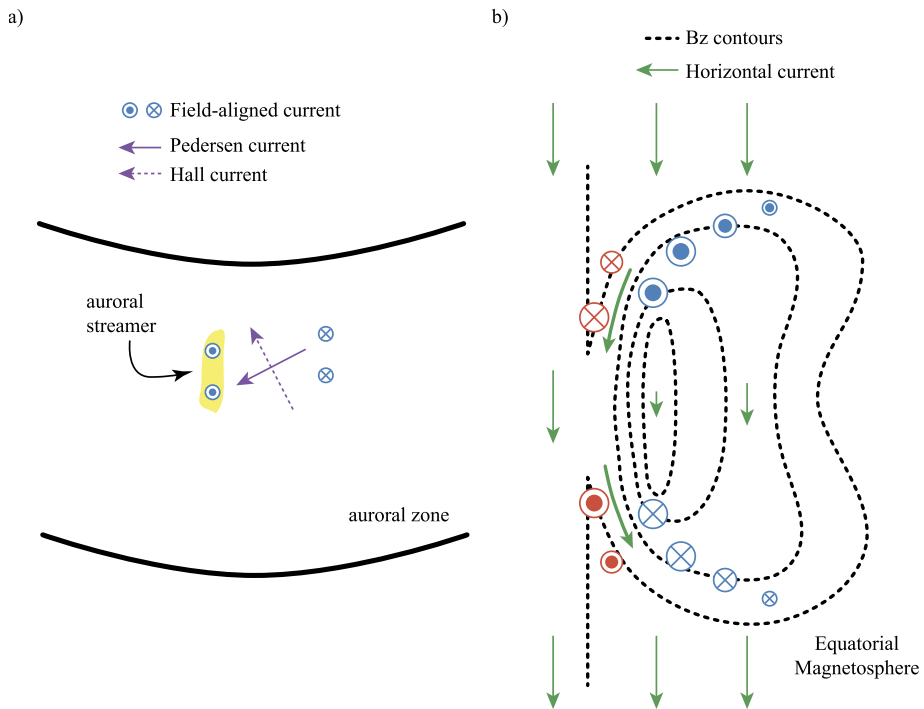 a)
Field-aligned current
Pedersen current
Hall current
auroral
streamer
auroral zone
b)
Bz contours
Horizontal current
Equatorial
Magnetosphere